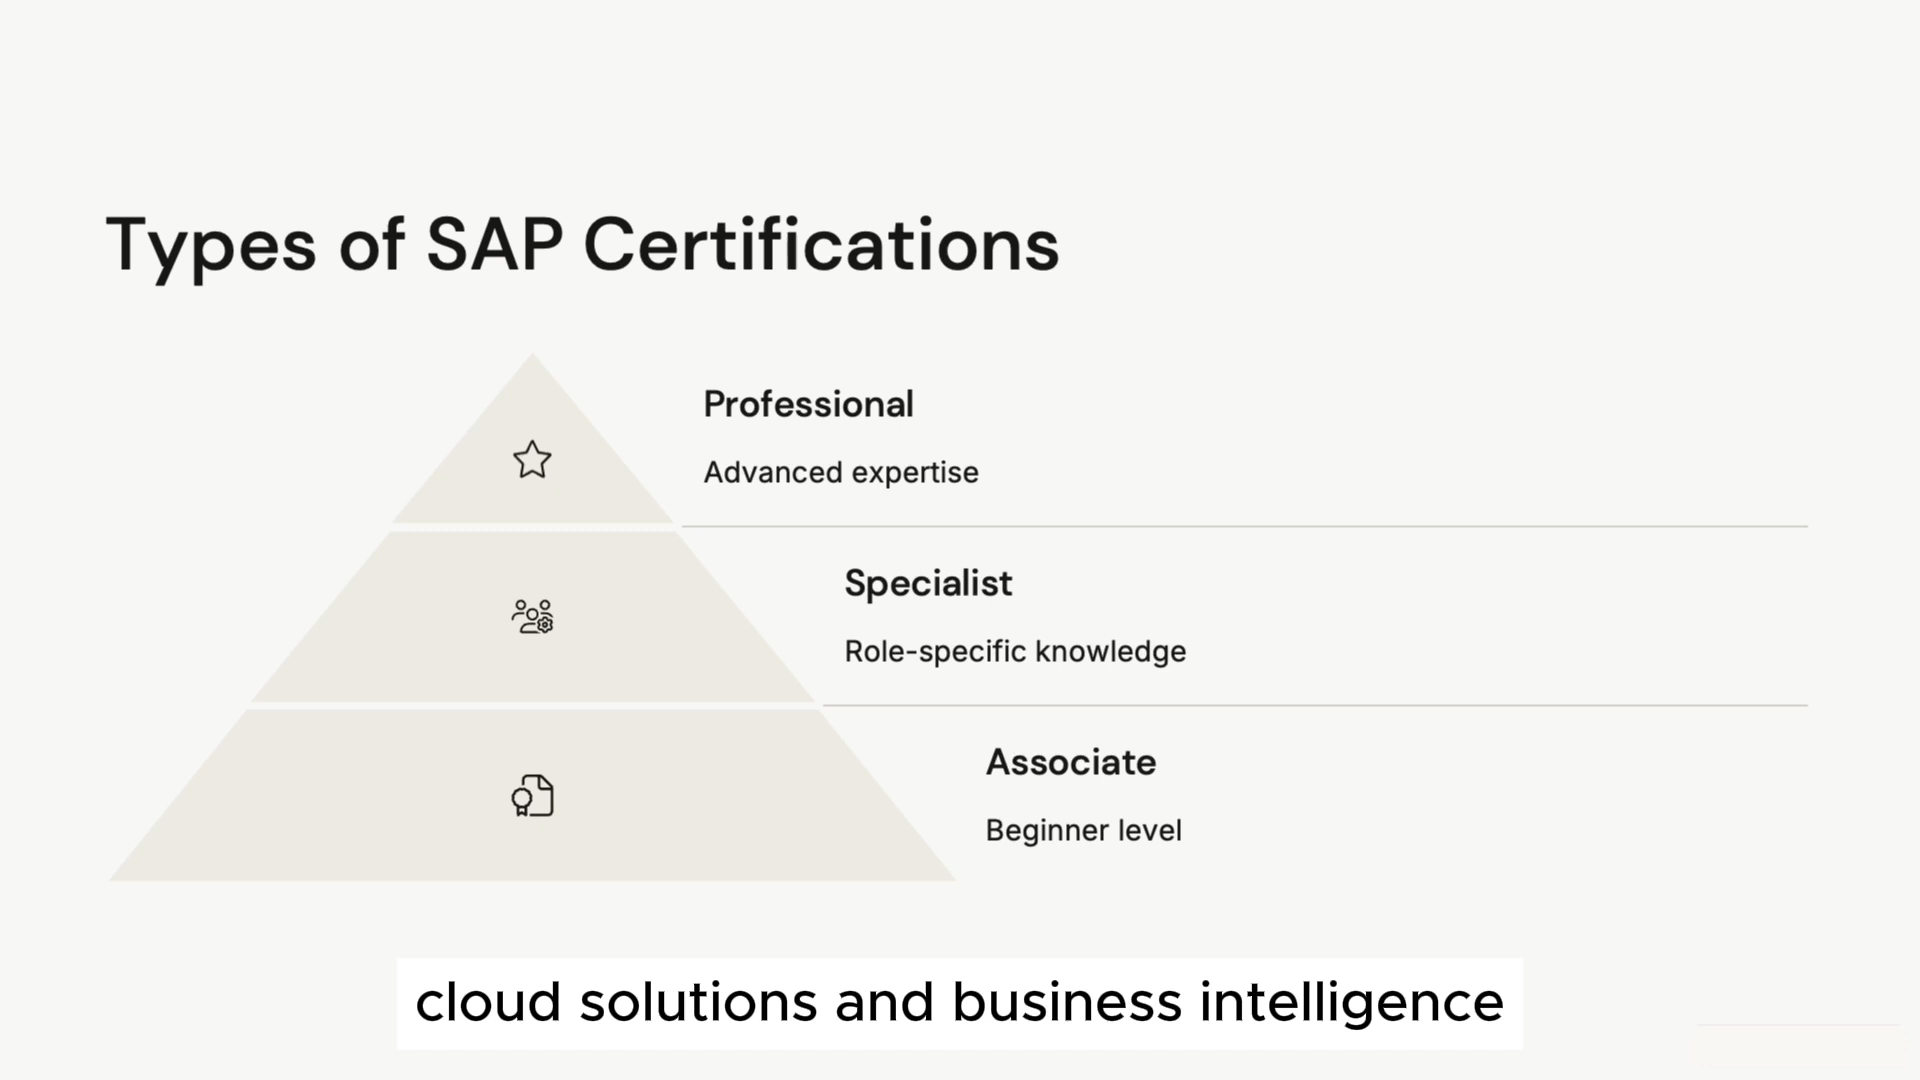 Types of SAP Certifications
Professional
Advanced expertise
Specialist
Role-specific knowledge
Associate
Beginner level
cloud solutions and business intelligence